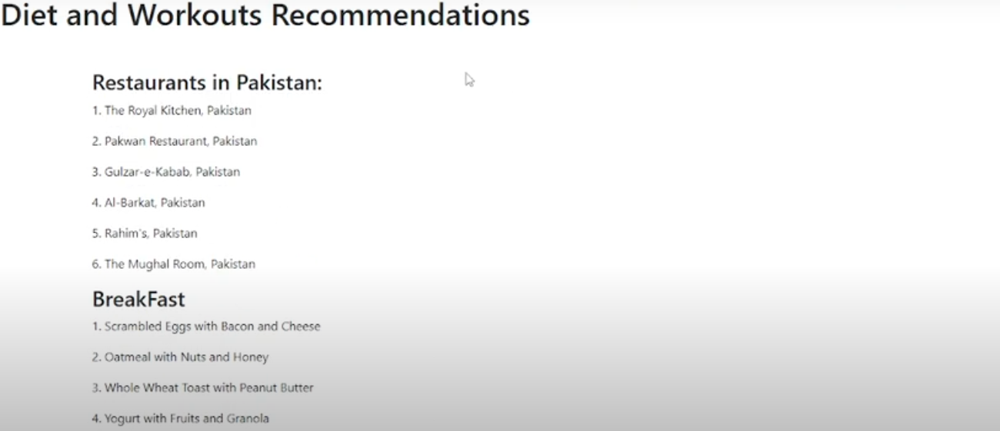 Diet and Workouts Recommendations
Restaurants in Pakistan:
1. The Royal Kitchen, Pakistan
2. Pakwan Restaurant, Pakistan
3. Gulzar-e-Kabab, Pakistan
4. Al-Barkat, Pakistan
5. Rahim's, Pakistan
6. The Mughal Room, Pakistan
BreakFast
1. Scrambled Eggs with Bacon and Cheese
2. Oatmeal with Nuts and Honey
3. Whole Wheat Toast with Peanut Butter
4. Yogurt with Fruits and Granola